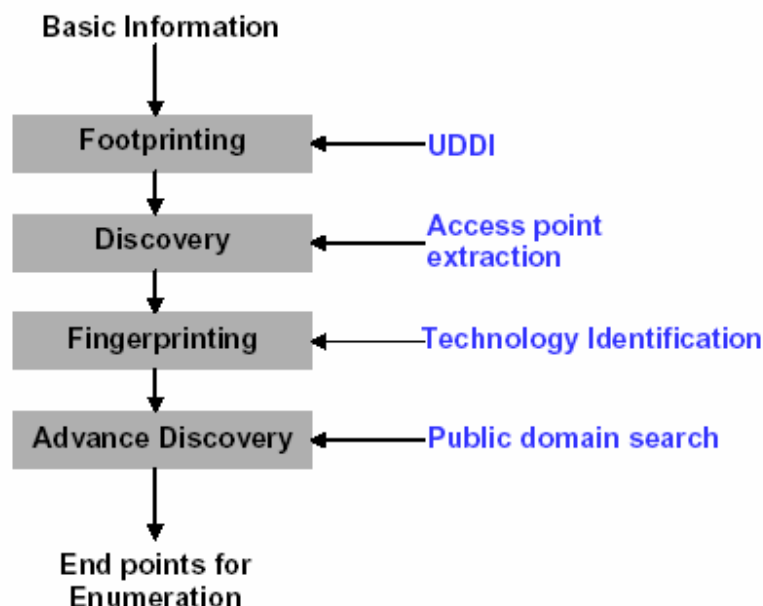 Basic Information
Footprinting
UDDI
Discovery
Access point
extraction
Fingerprinting
Technology Identification
Advance Discovery
Public domain search
End points for
Enumeration